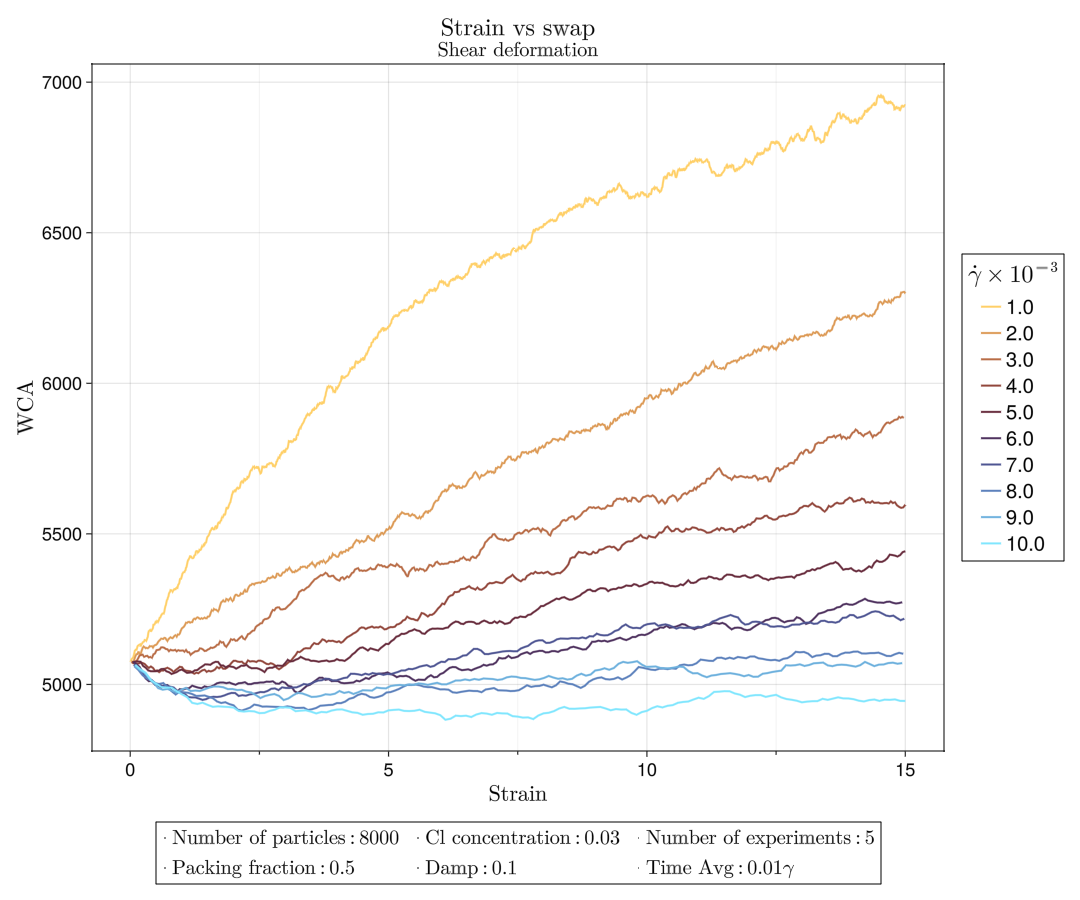 Strain vs swap
Shear deformation
7000
6500
6000
5500
5000
WCA
0
5
10
15
Strain
γ̇ × 10⁻³
1.0
2.0
3.0
4.0
5.0
6.0
7.0
8.0
9.0
10.0
· Number of particles : 8000 · Cl concentration : 0.03 · Number of experiments : 5
· Packing fraction : 0.5 · Damp : 0.1 · Time Avg : 0.01γ